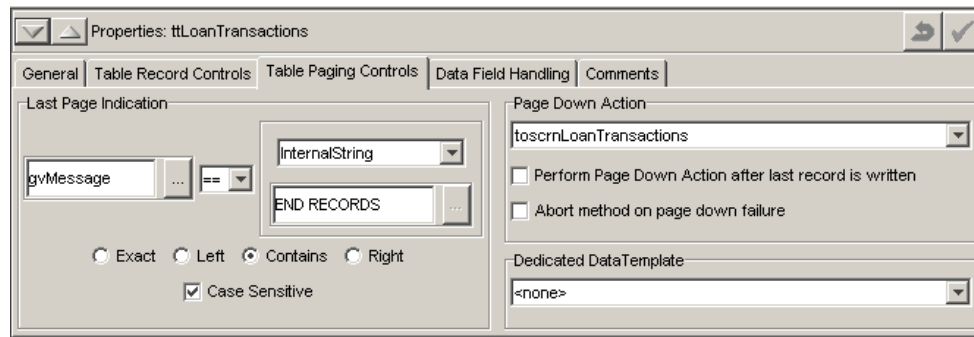 Properties: ttLoanTransactions
General Table Record Controls Table Paging Controls Data Field Handling Comments
Last Page Indication
gvMessage ... == InternalString
END RECORDS ...
Exact Left Contains Right
Case Sensitive
Page Down Action
toscrnLoanTransactions
Perform Page Down Action after last record is written
Abort method on page down failure
Dedicated DataTemplate
<none>